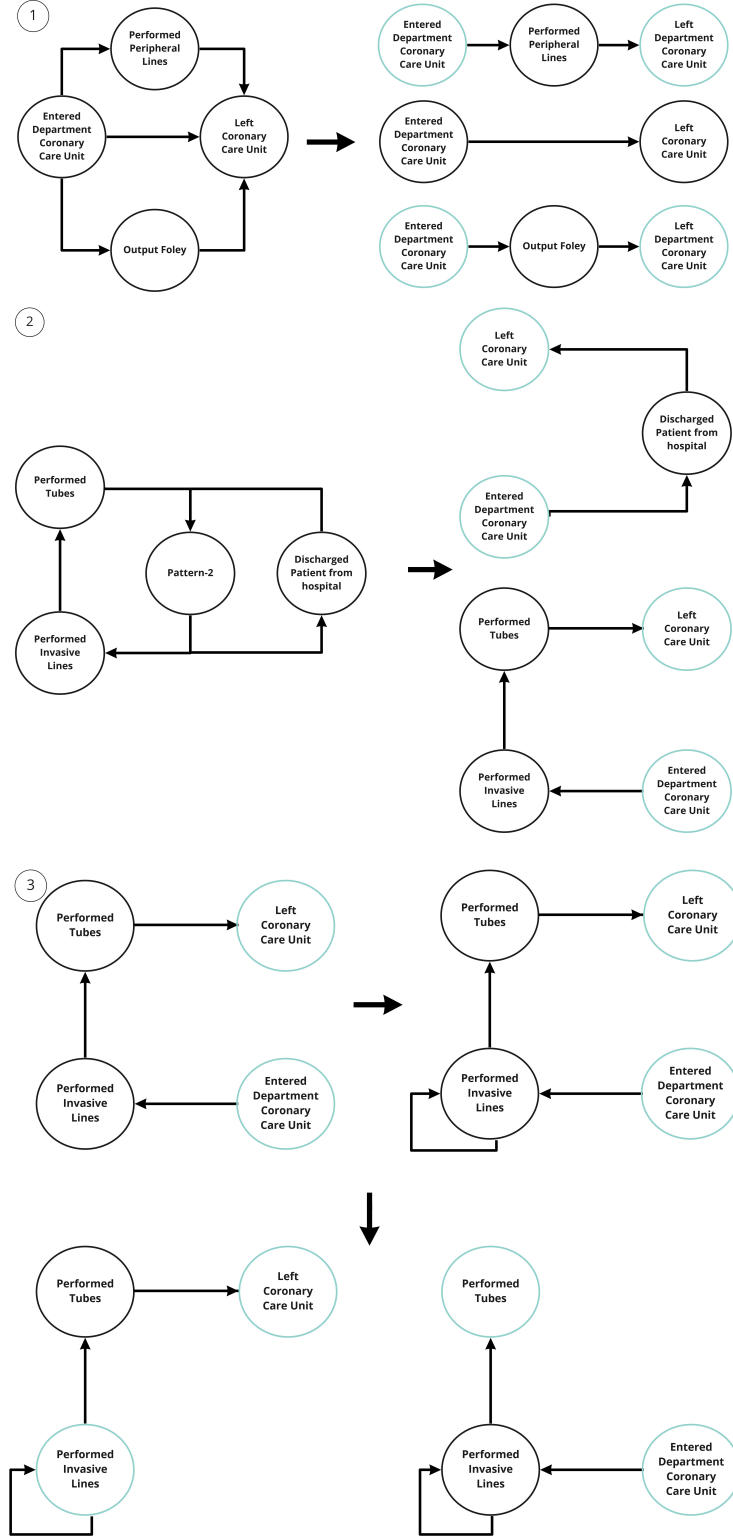 1
Performed
Peripheral
Lines
Entered
Department
Coronary
Care Unit
Left
Coronary
Care Unit
Output Foley
Entered
Department
Coronary
Care Unit
Performed
Peripheral
Lines
Left
Department
Coronary
Care Unit
Entered
Department
Coronary
Care Unit
Left
Coronary
Care Unit
Entered
Department
Coronary
Care Unit
Output Foley
Left
Department
Coronary
Care Unit
2
Performed
Tubes
Pattern-2
Discharged
Patient from
hospital
Performed
Invasive
Lines
Left
Coronary
Care Unit
Discharged
Patient from
hospital
Entered
Department
Coronary
Care Unit
Performed
Tubes
Left
Coronary
Care Unit
Performed
Invasive
Lines
Entered
Department
Coronary
Care Unit
3
Performed
Tubes
Left
Coronary
Care Unit
Performed
Invasive
Lines
Entered
Department
Coronary
Care Unit
Performed
Tubes
Left
Coronary
Care Unit
Performed
Invasive
Lines
Entered
Department
Coronary
Care Unit
Performed
Tubes
Left
Coronary
Care Unit
Performed
Invasive
Lines
Performed
Tubes
Performed
Invasive
Lines
Entered
Department
Coronary
Care Unit